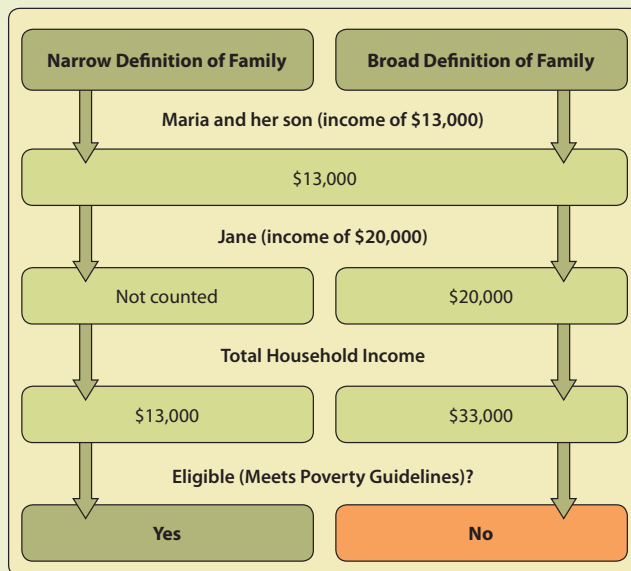 Narrow Definition of Family
Broad Definition of Family
Maria and her son (income of $13,000)
$13,000
Jane (income of $20,000)
Not counted
$20,000
Total Household Income
$13,000
$33,000
Eligible (Meets Poverty Guidelines)?
Yes
No